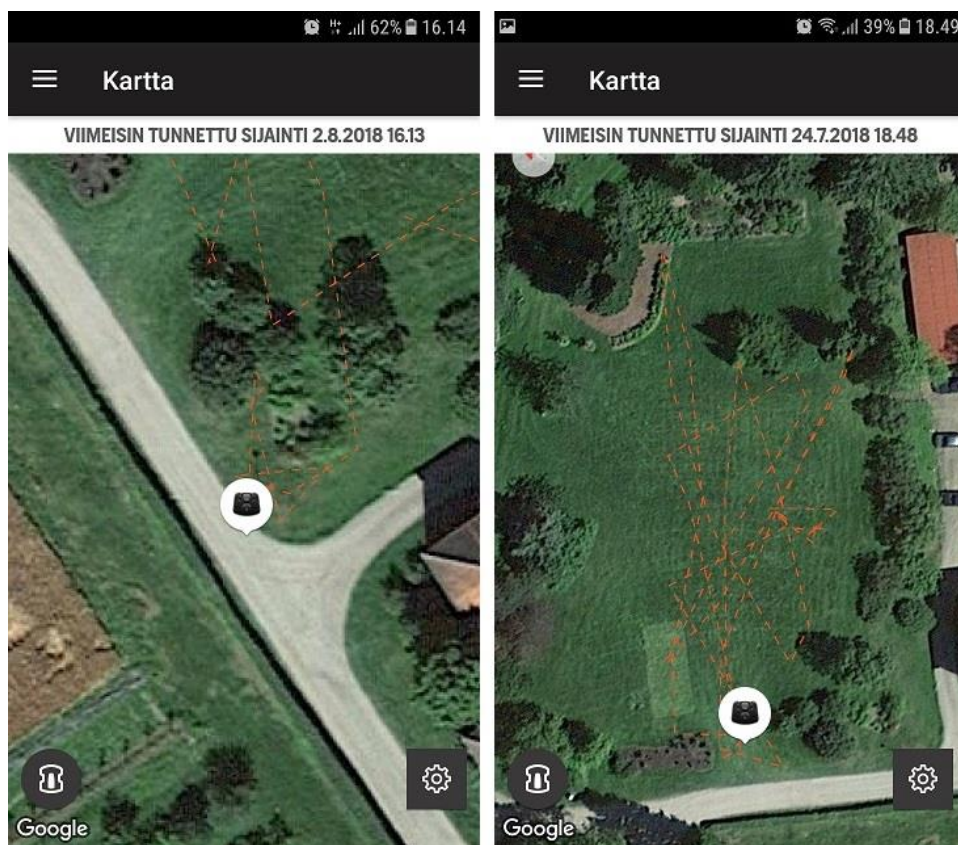 H+ 62% 16.14
Kartta
VIIMEISIN TUNNETTU SIJAINTI 2.8.2018 16.13
Google
39% 18.49
Kartta
VIIMEISIN TUNNETTU SIJAINTI 24.7.2018 18.48
Google